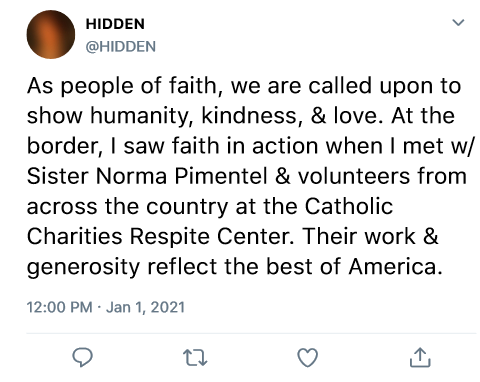 HIDDEN
@HIDDEN
As people of faith, we are called upon to
show humanity, kindness, & love. At the
border, I saw faith in action when I met w/
Sister Norma Pimentel & volunteers from
across the country at the Catholic
Charities Respite Center. Their work &
generosity reflect the best of America.
12:00 PM · Jan 1, 2021